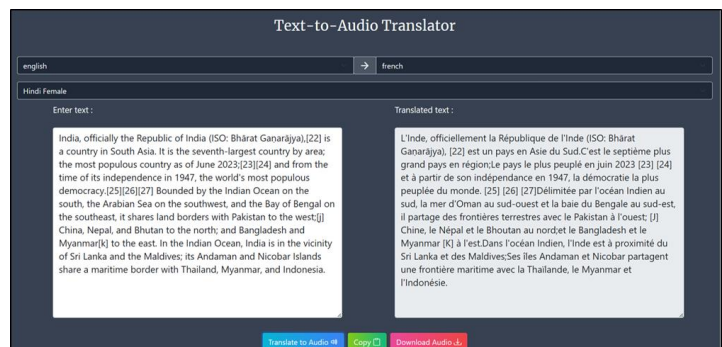 Text-to-Audio Translator
english → french
Hindi Female
Enter text :
India, officially the Republic of India (ISO: Bhārat Gaṇarājya),[22] is
a country in South Asia. It is the seventh-largest country by area;
the most populous country as of June 2023;[23][24] and from the
time of its independence in 1947, the world's most populous
democracy.[25][26][27] Bounded by the Indian Ocean on the
south, the Arabian Sea on the southwest, and the Bay of Bengal on
the southeast, it shares land borders with Pakistan to the west;[j]
China, Nepal, and Bhutan to the north; and Bangladesh and
Myanmar[k] to the east. In the Indian Ocean, India is in the vicinity
of Sri Lanka and the Maldives; its Andaman and Nicobar Islands
share a maritime border with Thailand, Myanmar, and Indonesia.
Translated text :
L'Inde, officiellement la République de l'Inde (ISO: Bhārat
Gaṇarājya), [22] est un pays en Asie du Sud.C'est le septième plus
grand pays en région;Le pays le plus peuplé en juin 2023 [23] [24]
et à partir de son indépendance en 1947, la démocratie la plus
peuplée du monde. [25] [26] [27]Délimitée par l'océan Indien au
sud, la mer d'Oman au sud-ouest et la baie du Bengale au sud-est,
il partage des frontières terrestres avec le Pakistan à l'ouest; [J]
Chine, le Népal et le Bhoutan au nord;et le Bangladesh et le
Myanmar [K] à l'est.Dans l'océan Indien, l'Inde est à proximité du
Sri Lanka et des Maldives;Ses îles Andaman et Nicobar partagent
une frontière maritime avec la Thaïlande, le Myanmar et
l'Indonésie.
Translate to Audio Copy Download Audio